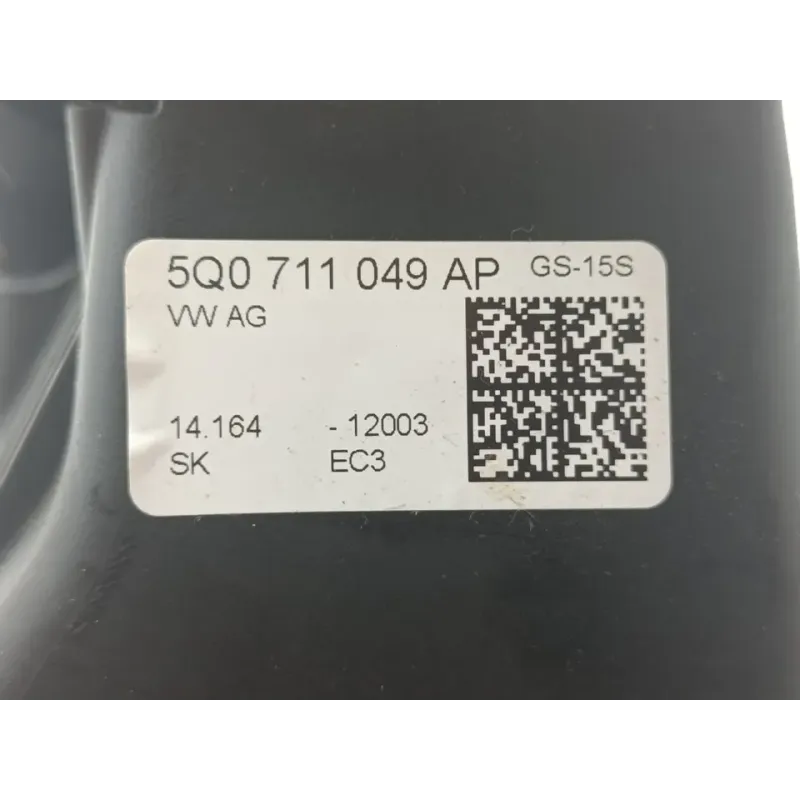 5Q0 711 049 AP GS-15S
VW AG
14.164 - 12003
SK EC3